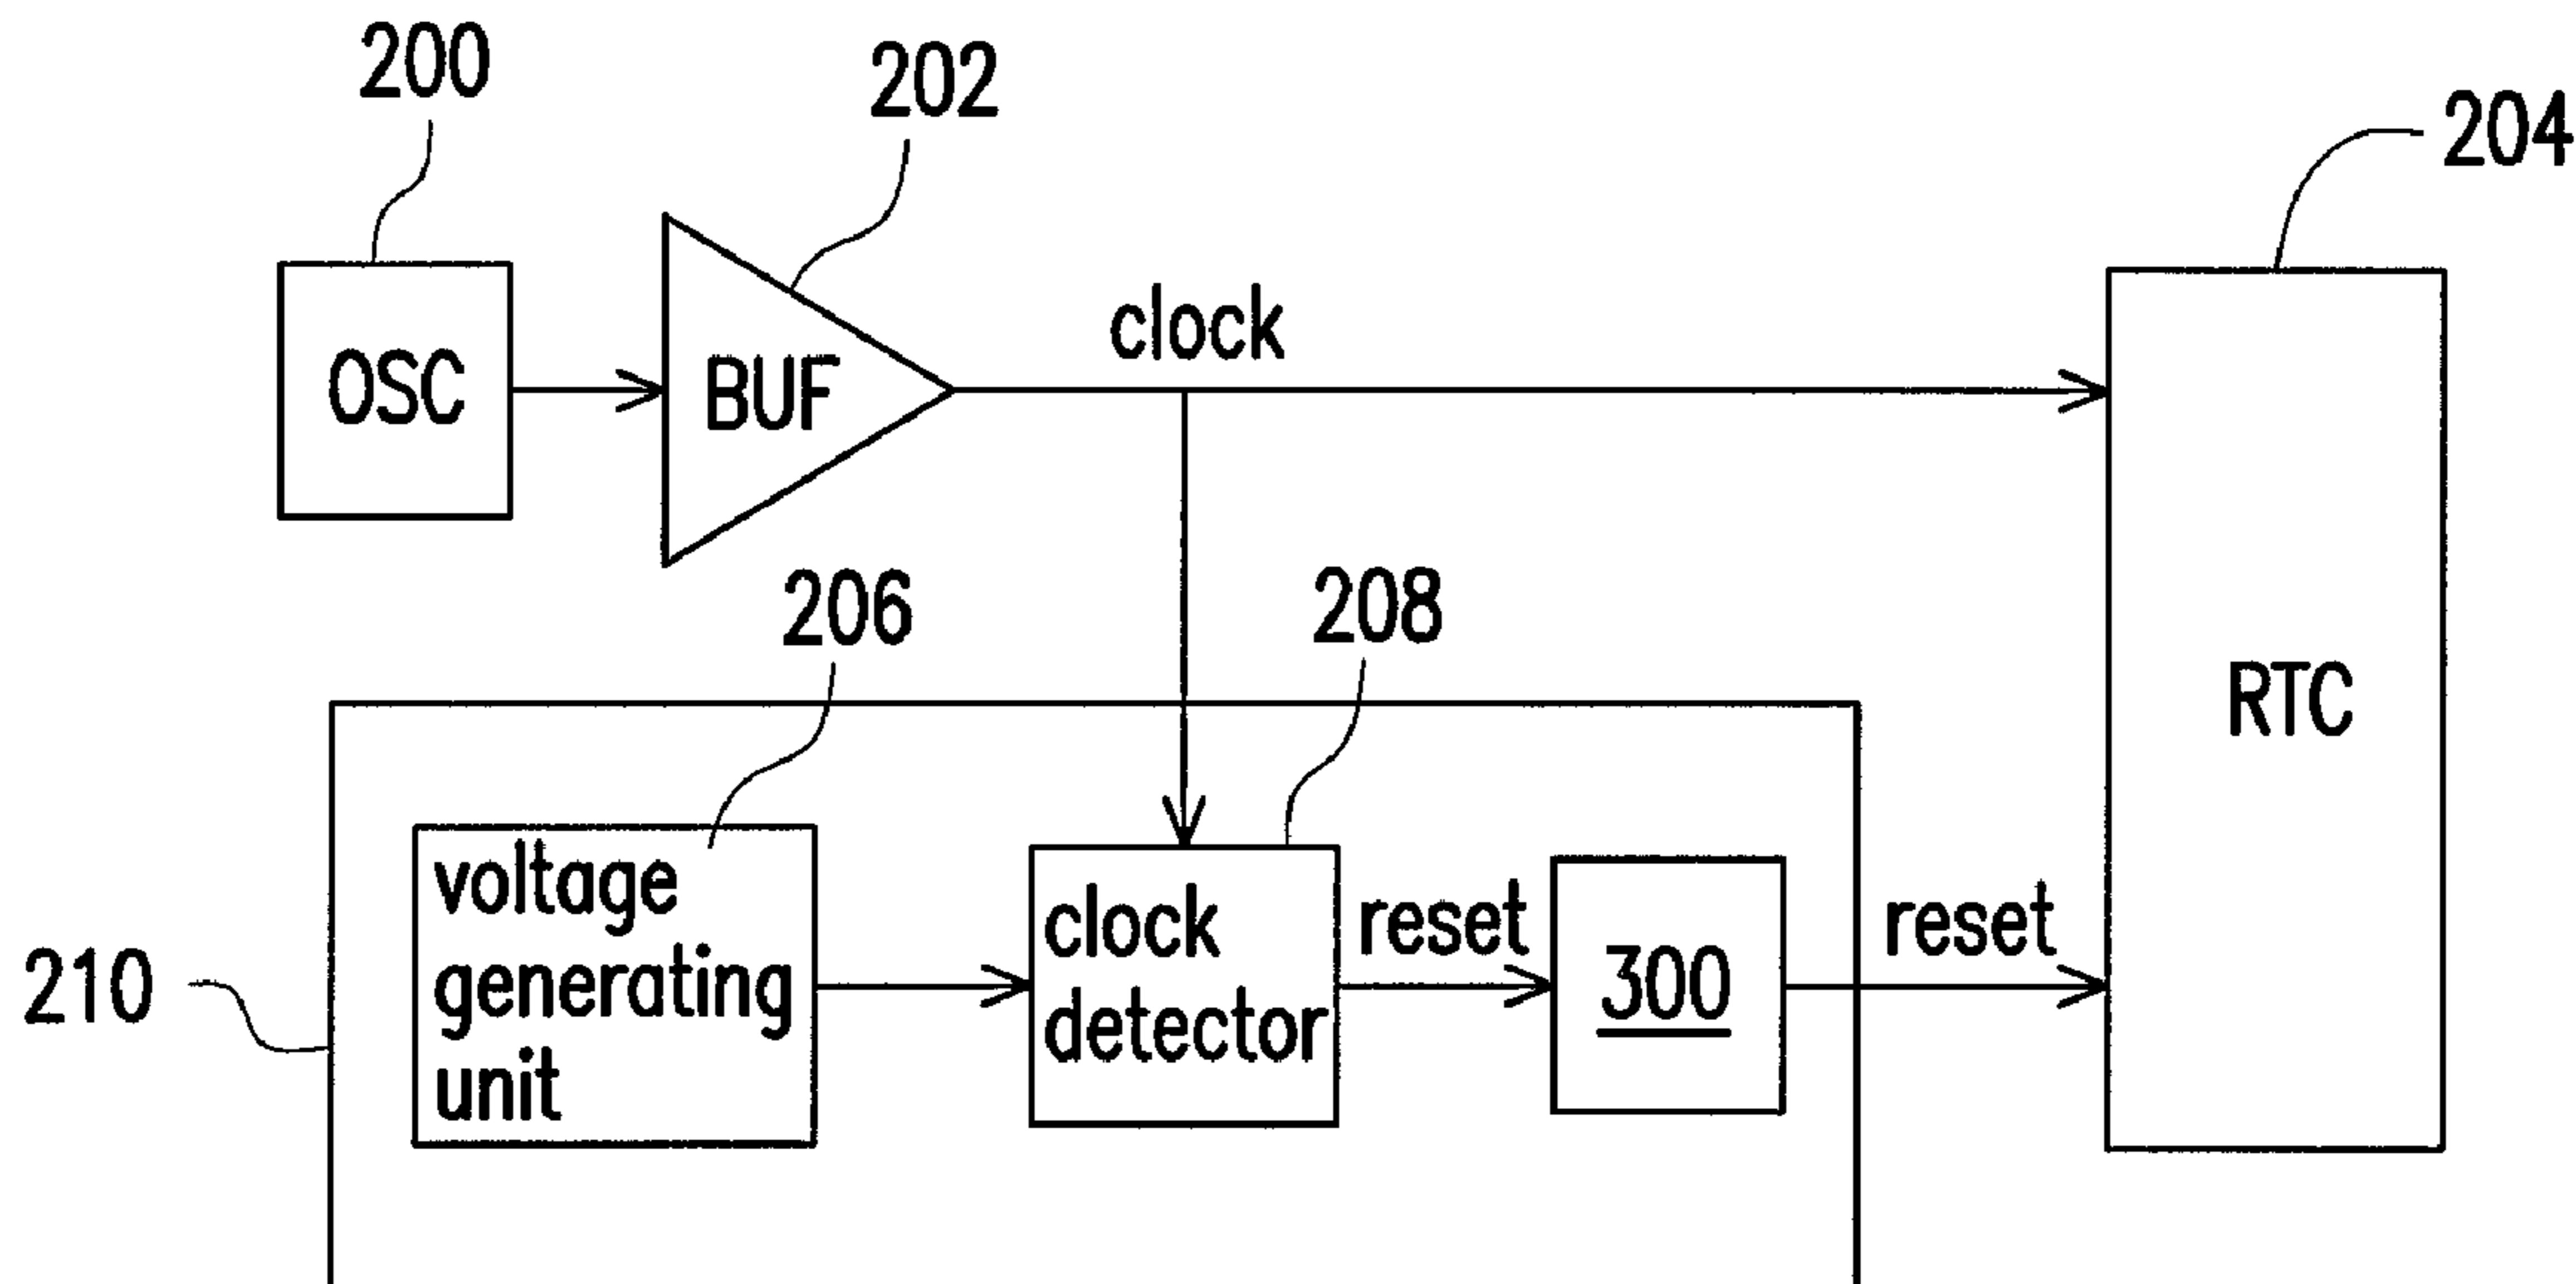 200
202
204
OSC
BUF
clock
206
208
RTC
voltage
generating
unit
clock
detector
reset
300
reset
210